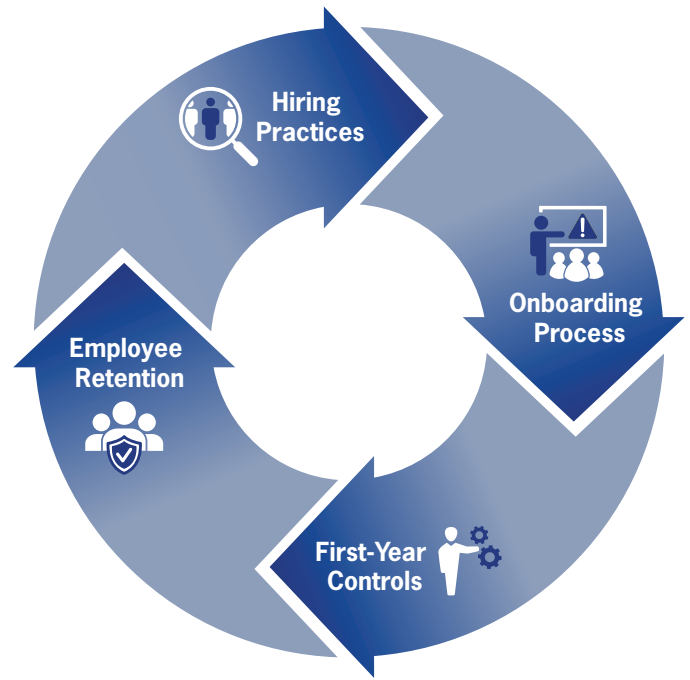 Hiring
Practices
Onboarding
Process
First-Year
Controls
Employee
Retention